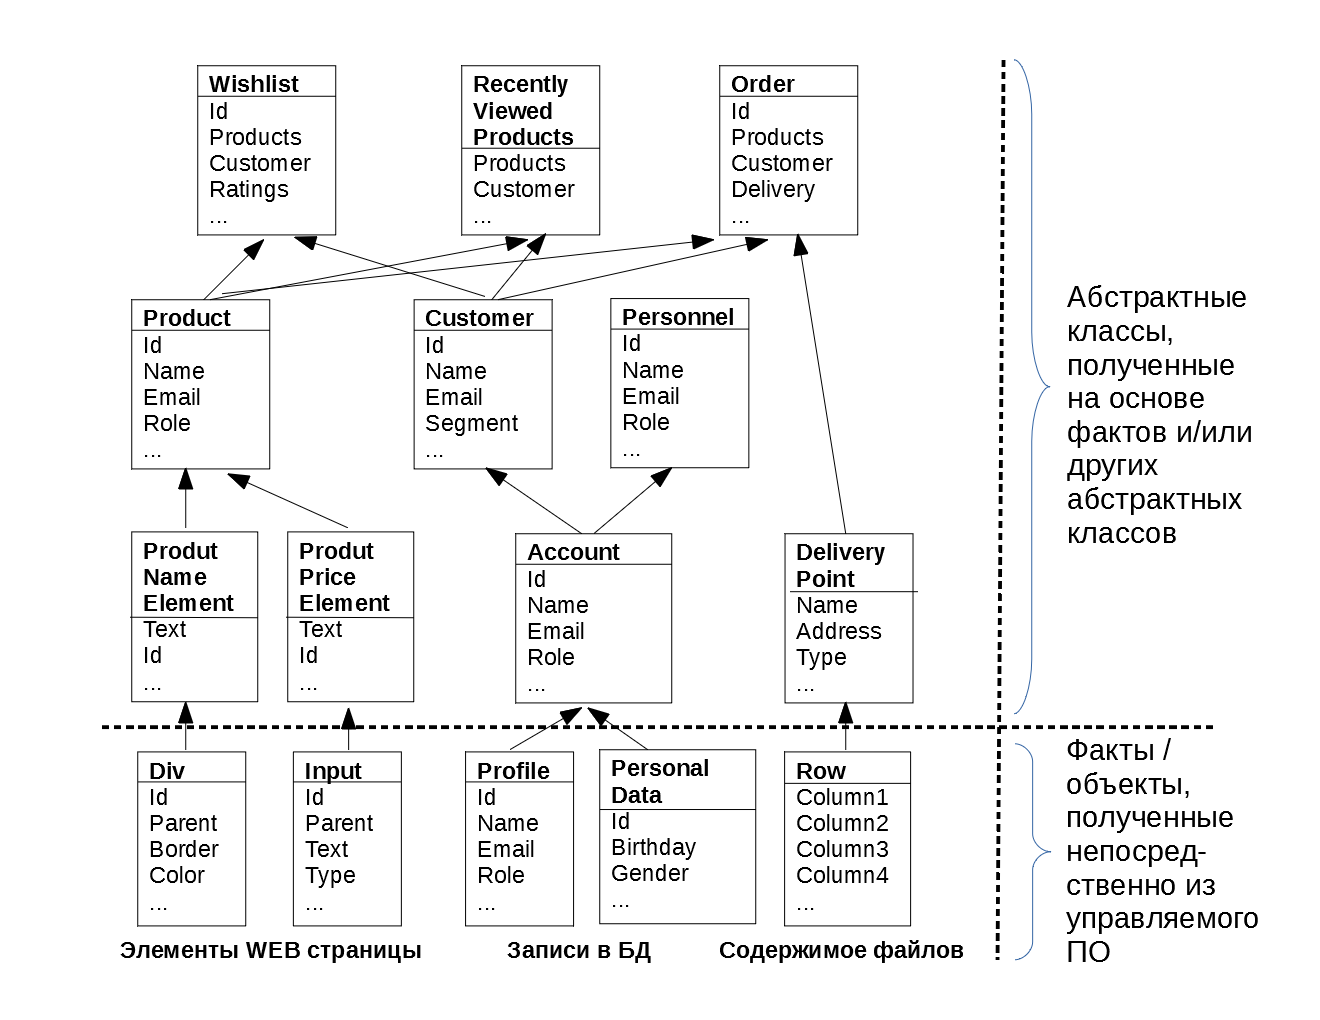 Wishlist
Id
Products
Customer
Ratings
...
Recently
Viewed
Products
Products
Customer
...
Order
Id
Products
Customer
Delivery
...
Product
Id
Name
Email
Role
...
Customer
Id
Name
Email
Segment
...
Personnel
Id
Name
Email
Role
...
Produt
Name
Element
Text
Id
...
Produt
Price
Element
Text
Id
...
Account
Id
Name
Email
Role
...
Delivery
Point
Name
Address
Type
...
Абстрактные
классы,
полученные
на основе
фактов и/или
других
абстрактных
классов
Div
Id
Parent
Border
Color
...
Input
Id
Parent
Text
Type
...
Profile
Id
Name
Email
Role
...
Personal
Data
Id
Birthday
Gender
...
Row
Column1
Column2
Column3
Column4
...
Факты /
объекты,
полученные
непосред-
ственно из
управляемого
ПО
Элементы WEB страницы
Записи в БД
Содержимое файлов